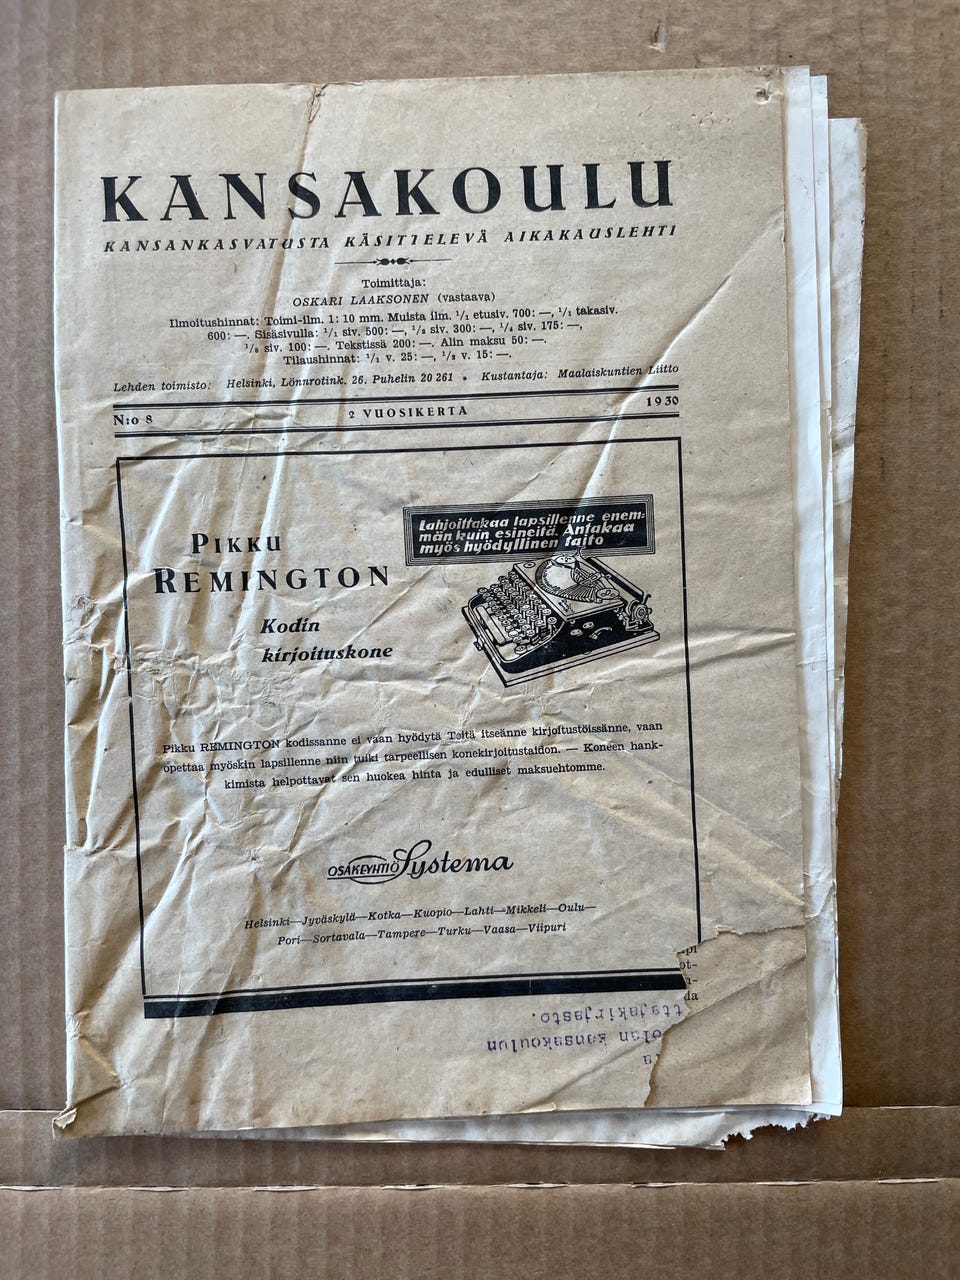 KANSAKOULU
KANSANKASVATUSTA KÄSITTELEVÄ AIKAKAUSLEHTI
Toimittaja:
OSKARI LAAKSONEN (vastaava)
Ilmoitushinnat: Toimi-ilm. 1: 10 mm. Muista ilm. 1/1 etusiv. 700: —, 1/1 takasiv.
600: —. Sisäsivulla: 1/1 siv. 500: —, 1/2 siv. 300: —, 1/4 siv. 175: —,
1/8 siv. 100: —. Tekstissä 200: —. Alin maksu 50: —.
Tilaushinnat: 1/1 v. 25: —, 1/2 v. 15: —.
Lehden toimisto: Helsinki, Lönnrotink. 26. Puhelin 20 261 • Kustantaja: Maalaiskuntien Liitto
N:o 8 2 VUOSIKERTA 1930
Lahjoittakaa lapsillenne enem-
män kuin esineitä. Antakaa
myös hyödyllinen taito
PIKKU
REMINGTON
Kodin
kirjoituskone
Pikku REMINGTON kodissanne ei vaan hyödytä Teitä itseänne kirjoitustöissänne, vaan
opettaa myöskin lapsillenne niin tuiki tarpeellisen konekirjoitustaidon. — Koneen hank-
kimista helpottavat sen huokea hinta ja edulliset maksuehtomme.
OSAKEYHTIÖ Systema
Helsinki—Jyväskylä—Kotka—Kuopio—Lahti—Mikkeli—Oulu—
Pori—Sortavala—Tampere—Turku—Vaasa—Viipuri
olan kansakoulun
ttajakirjasto.